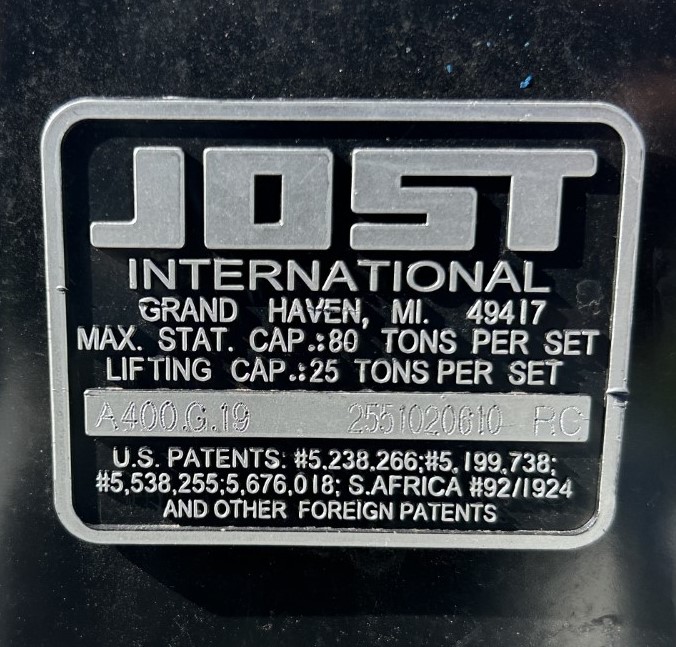 JOST
INTERNATIONAL
GRAND HAVEN, MI. 49417
MAX. STAT. CAP.:80 TONS PER SET
LIFTING CAP.:25 TONS PER SET
A400.G.19 2551020610 RC
U.S. PATENTS: #5,238,266;#5,199,738;
#5,538,255;5,676,018; S.AFRICA #92/1924
AND OTHER FOREIGN PATENTS